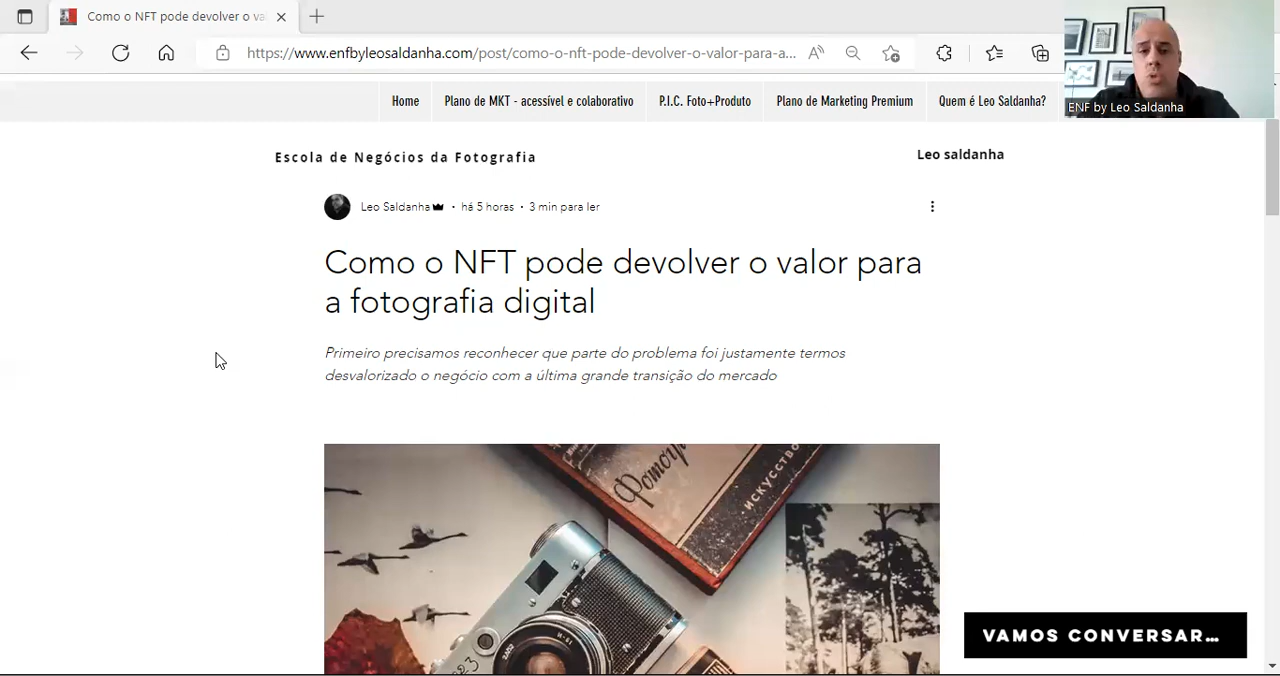 Como o NFT pode devolver o va
https://www.enfbyleosaldanha.com/post/como-o-nft-pode-devolver-o-valor-para-a...
ENF by Leo Saldanha
Home
Plano de MKT - acessível e colaborativo
P.I.C. Foto+Produto
Plano de Marketing Premium
Quem é Leo Saldanha?
Escola de Negócios da Fotografia
Leo saldanha
Leo Saldanha · há 5 horas · 3 min para ler
Como o NFT pode devolver o valor para
a fotografia digital
Primeiro precisamos reconhecer que parte do problema foi justamente termos
desvalorizado o negócio com a última grande transição do mercado
ИСКУССТВО
VAMOS CONVERSAR...